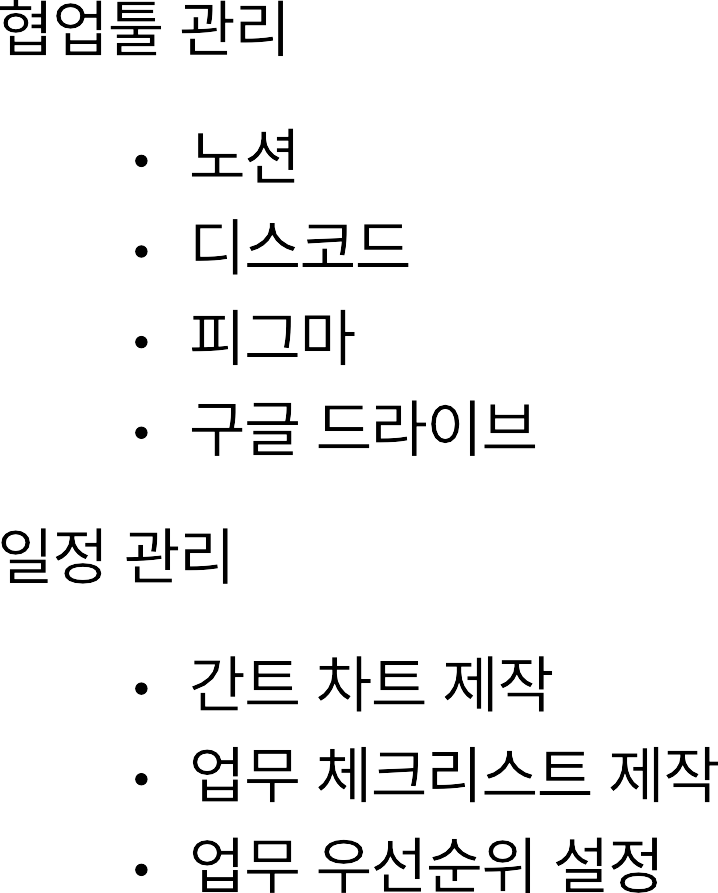 협업툴 관리
• 노션
• 디스코드
• 피그마
• 구글 드라이브
일정 관리
• 간트 차트 제작
• 업무 체크리스트 제작
• 업무 우선순위 설정